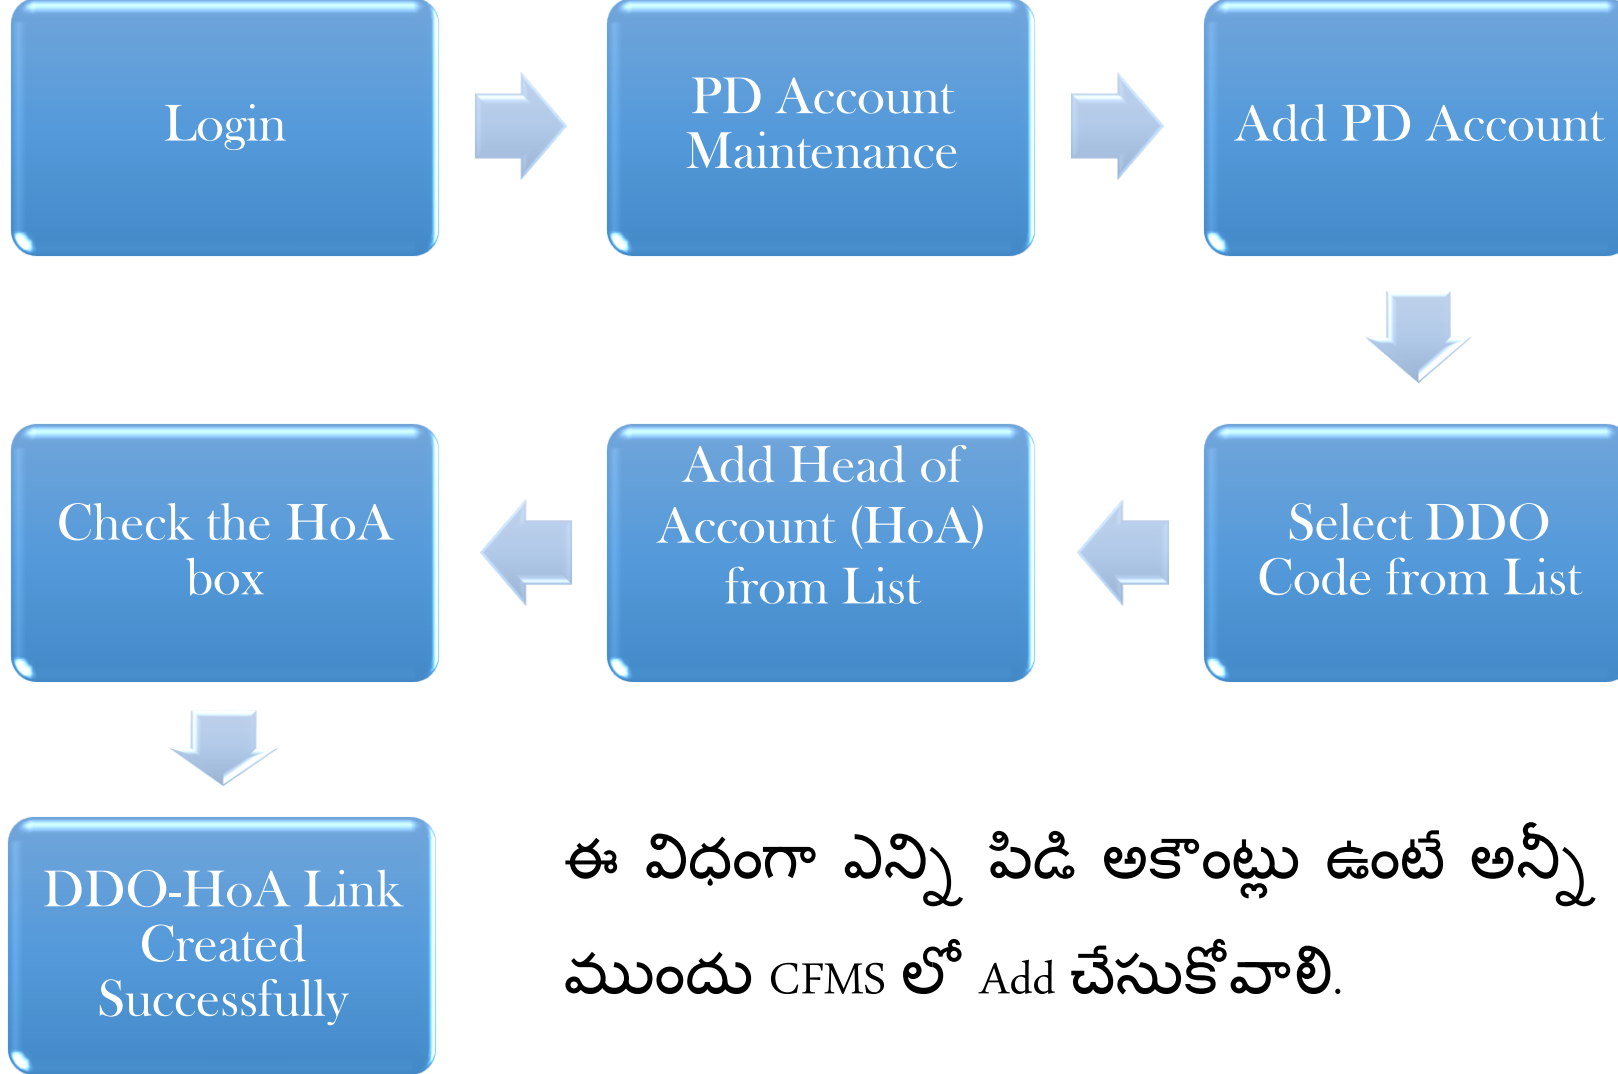 Login
PD Account
Maintenance
Add PD Account
Select DDO
Code from List
Add Head of
Account (HoA)
from List
Check the HoA
box
DDO-HoA Link
Created
Successfully
ఈ విధంగా ఎన్ని పిడి అకౌంట్లు ఉంటే అన్నీ
ముందు CFMS లో Add చేసుకోవాలి.